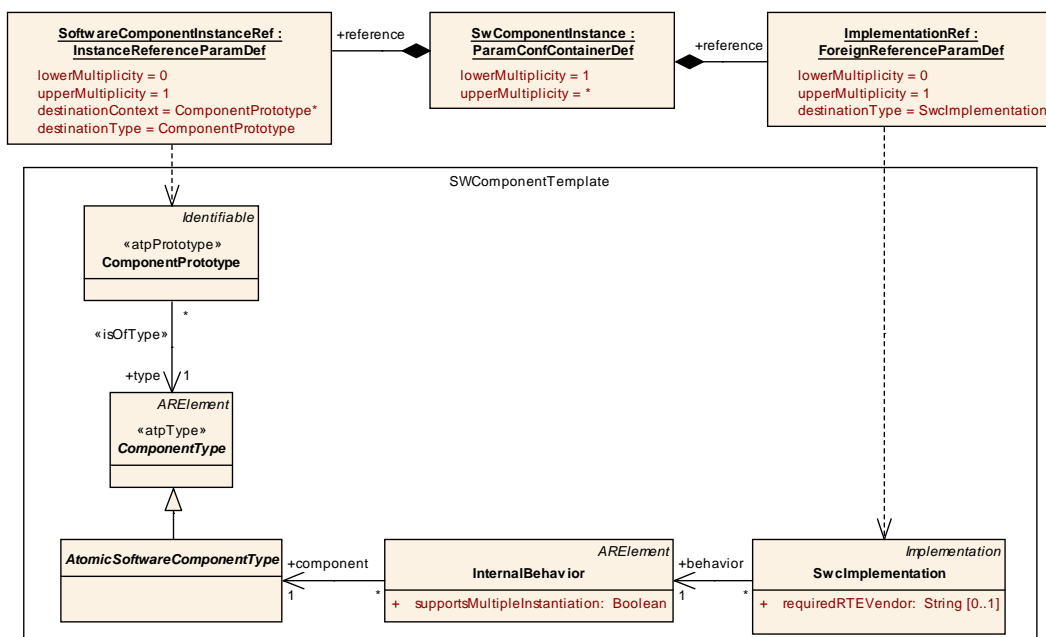 SoftwareComponentInstanceRef :
InstanceReferenceParamDef
lowerMultiplicity = 0
upperMultiplicity = 1
destinationContext = ComponentPrototype*
destinationType = ComponentPrototype
+reference
SwComponentInstance :
ParamConfContainerDef
lowerMultiplicity = 1
upperMultiplicity = *
+reference
ImplementationRef :
ForeignReferenceParamDef
lowerMultiplicity = 0
upperMultiplicity = 1
destinationType = SwcImplementation
SWComponentTemplate
Identifiable
«atpPrototype»
ComponentPrototype
*
«isOfType»
+type 1
ARElement
«atpType»
ComponentType
AtomicSoftwareComponentType
+component
1 *
ARElement
InternalBehavior
+ supportsMultipleInstantiation: Boolean
+behavior
1 *
Implementation
SwcImplementation
+ requiredRTEVendor: String [0..1]